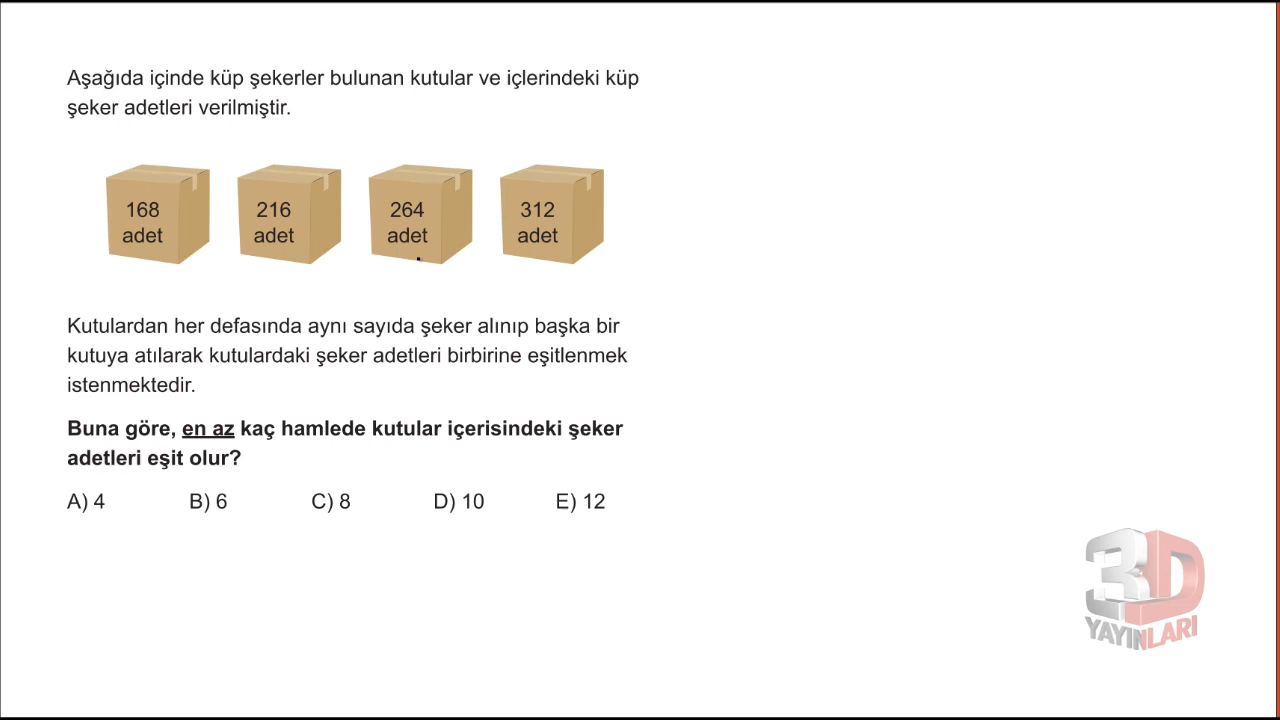 Aşağıda içinde küp şekerler bulunan kutular ve içlerindeki küp
şeker adetleri verilmiştir.
168 adet
216 adet
264 adet
312 adet
Kutulardan her defasında aynı sayıda şeker alınıp başka bir
kutuya atılarak kutulardaki şeker adetleri birbirine eşitlenmek
istenmektedir.
Buna göre, en az kaç hamlede kutular içerisindeki şeker
adetleri eşit olur?
A) 4 B) 6 C) 8 D) 10 E) 12
3D
YAYINLARI